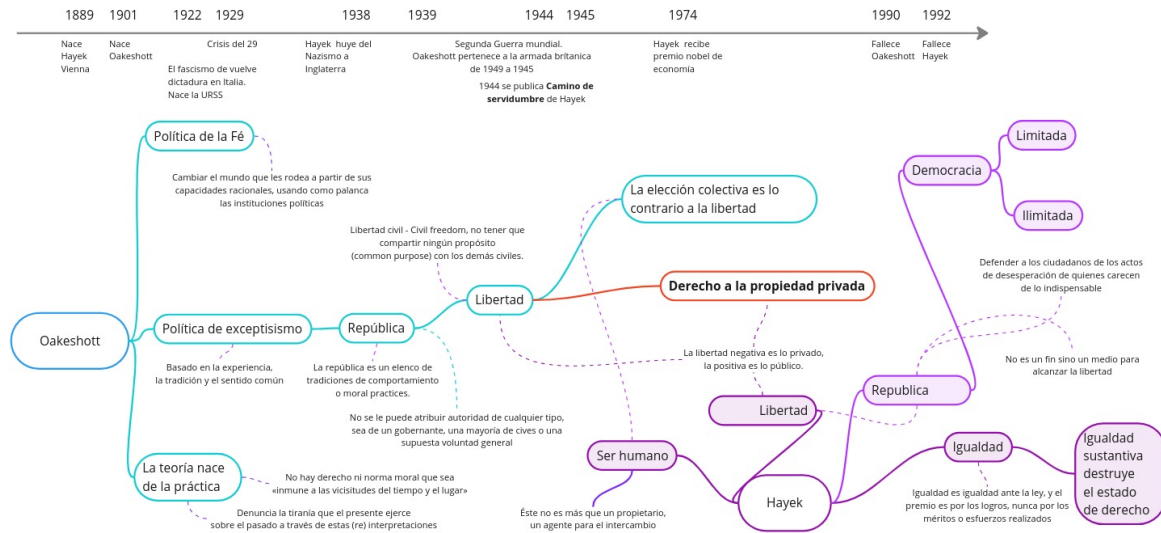 1889 1901 1922 1929 1938 1939 1944 1945 1974 1990 1992
Nace
Hayek
Vienna
Nace
Oakeshott
Crisis del 29
El fascismo de vuelve
dictadura en Italia.
Nace la URSS
Hayek huye del
Nazismo a
Inglaterra
Segunda Guerra mundial.
Oakeshott pertenece a la armada brítanica
de 1949 a 1945
1944 se publica Camino de
servidumbre de Hayek
Hayek recibe
premio nobel de
economía
Fallece
Oakeshott
Fallece
Hayek
Oakeshott
Política de la Fé
Cambiar el mundo que les rodea a partir de sus
capacidades racionales, usando como palanca
las instituciones políticas
Política de exceptisismo
Basado en la experiencia,
la tradición y el sentido común
República
La república es un elenco de
tradiciones de comportamiento
o moral practices.
No se le puede atribuir autoridad de cualquier tipo,
sea de un gobernante, una mayoría de cives o una
supuesta voluntad general
Libertad civil - Civil freedom, no tener que
compartir ningún propósito
(common purpose) con los demás civiles.
Libertad
La elección colectiva es lo
contrario a la libertad
Derecho a la propiedad privada
La libertad negativa es lo privado,
la positiva es lo público.
La teoría nace
de la práctica
No hay derecho ni norma moral que sea
«inmune a las vicisitudes del tiempo y el lugar»
Denuncia la tiranía que el presente ejerce
sobre el pasado a través de estas (re) interpretaciones
Hayek
Libertad
Ser humano
Éste no es más que un propietario,
un agente para el intercambio
Republica
Democracia
Limitada
Ilimitada
Defender a los ciudadanos de los actos
de desesperación de quienes carecen
de lo indispensable
No es un fin sino un medio para
alcanzar la libertad
Igualdad
Igualdad es igualdad ante la ley, y el
premio es por los logros, nunca por los
méritos o esfuerzos realizados
Igualdad
sustantiva
destruye
el estado
de derecho